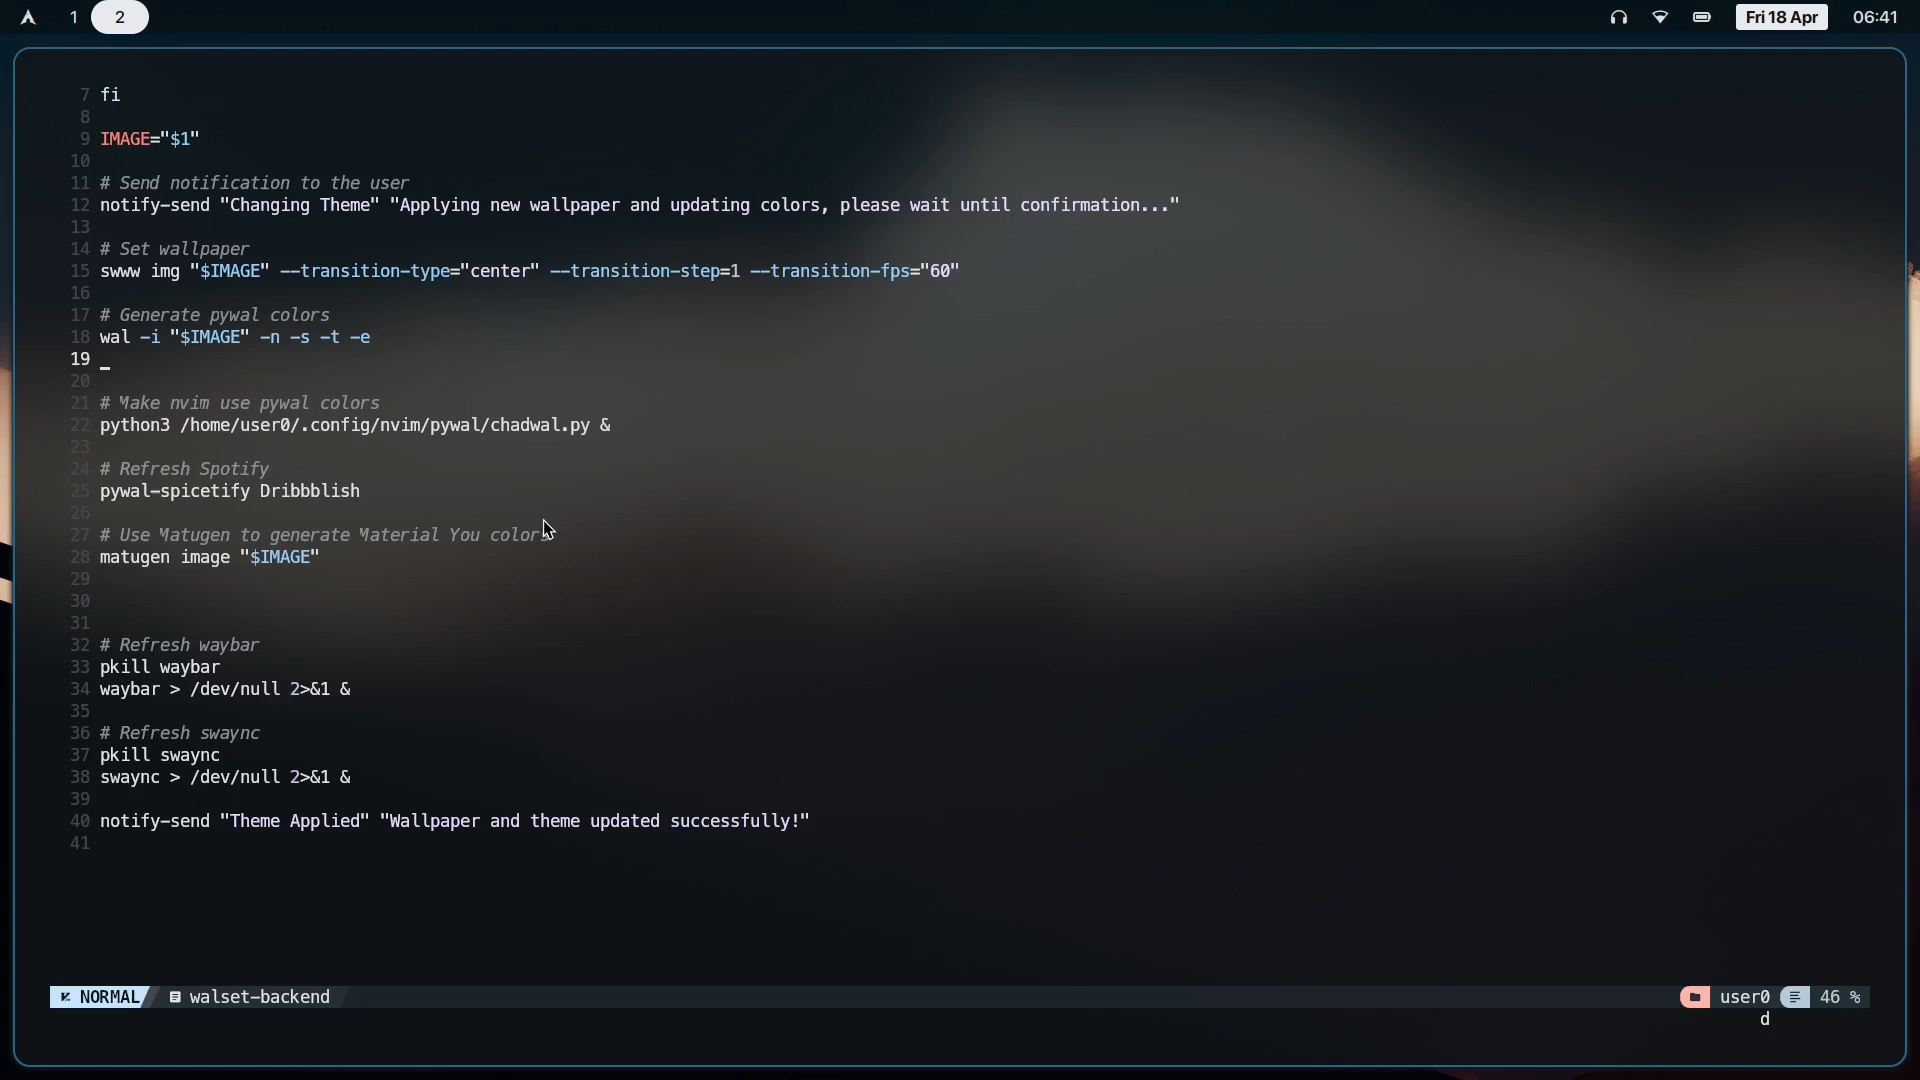 1 2 Fri 18 Apr 06:41
7 fi
8
9 IMAGE="$1"
10
11 # Send notification to the user
12 notify-send "Changing Theme" "Applying new wallpaper and updating colors, please wait until confirmation..."
13
14 # Set wallpaper
15 swww img "$IMAGE" --transition-type="center" --transition-step=1 --transition-fps="60"
16
17 # Generate pywal colors
18 wal -i "$IMAGE" -n -s -t -e
19
20
21 # Make nvim use pywal colors
22 python3 /home/user0/.config/nvim/pywal/chadwal.py &
23
24 # Refresh Spotify
25 pywal-spicetify Dribbblish
26
27 # Use Matugen to generate Material You colors
28 matugen image "$IMAGE"
29
30
31
32 # Refresh waybar
33 pkill waybar
34 waybar > /dev/null 2>&1 &
35
36 # Refresh swaync
37 pkill swaync
38 swaync > /dev/null 2>&1 &
39
40 notify-send "Theme Applied" "Wallpaper and theme updated successfully!"
41
NORMAL walset-backend user0 46 %
d